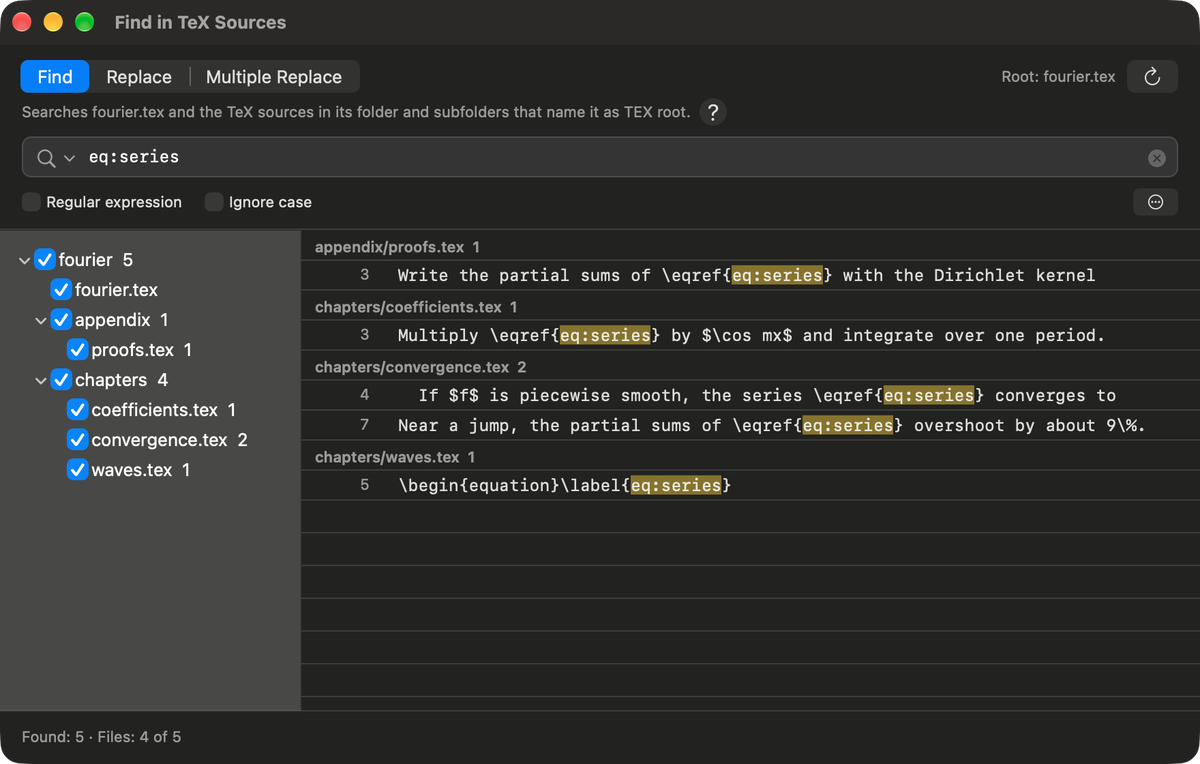 Find in TeX Sources
Find Replace Multiple Replace Root: fourier.tex
Searches fourier.tex and the TeX sources in its folder and subfolders that name it as TEX root. ?
eq:series
Regular expression Ignore case
fourier 5
fourier.tex
appendix 1
proofs.tex 1
chapters 4
coefficients.tex 1
convergence.tex 2
waves.tex 1
appendix/proofs.tex 1
3 Write the partial sums of \eqref{eq:series} with the Dirichlet kernel
chapters/coefficients.tex 1
3 Multiply \eqref{eq:series} by $\cos mx$ and integrate over one period.
chapters/convergence.tex 2
4 If $f$ is piecewise smooth, the series \eqref{eq:series} converges to
7 Near a jump, the partial sums of \eqref{eq:series} overshoot by about 9\%.
chapters/waves.tex 1
5 \begin{equation}\label{eq:series}
Found: 5 · Files: 4 of 5